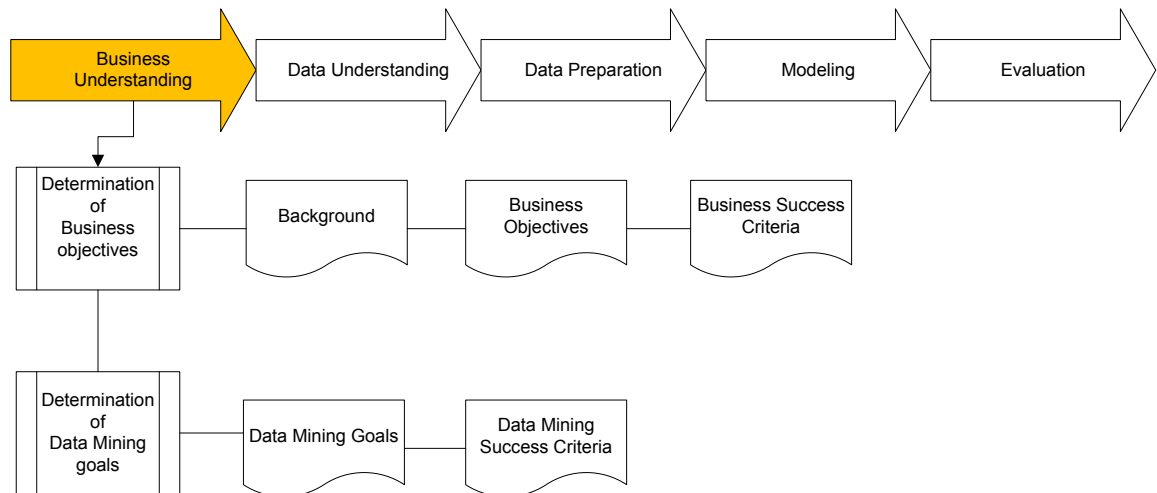 Business
Understanding
Data Understanding
Data Preparation
Modeling
Evaluation
Determination
of
Business
objectives
Background
Business
Objectives
Business Success
Criteria
Determination
of
Data Mining
goals
Data Mining Goals
Data Mining
Success Criteria